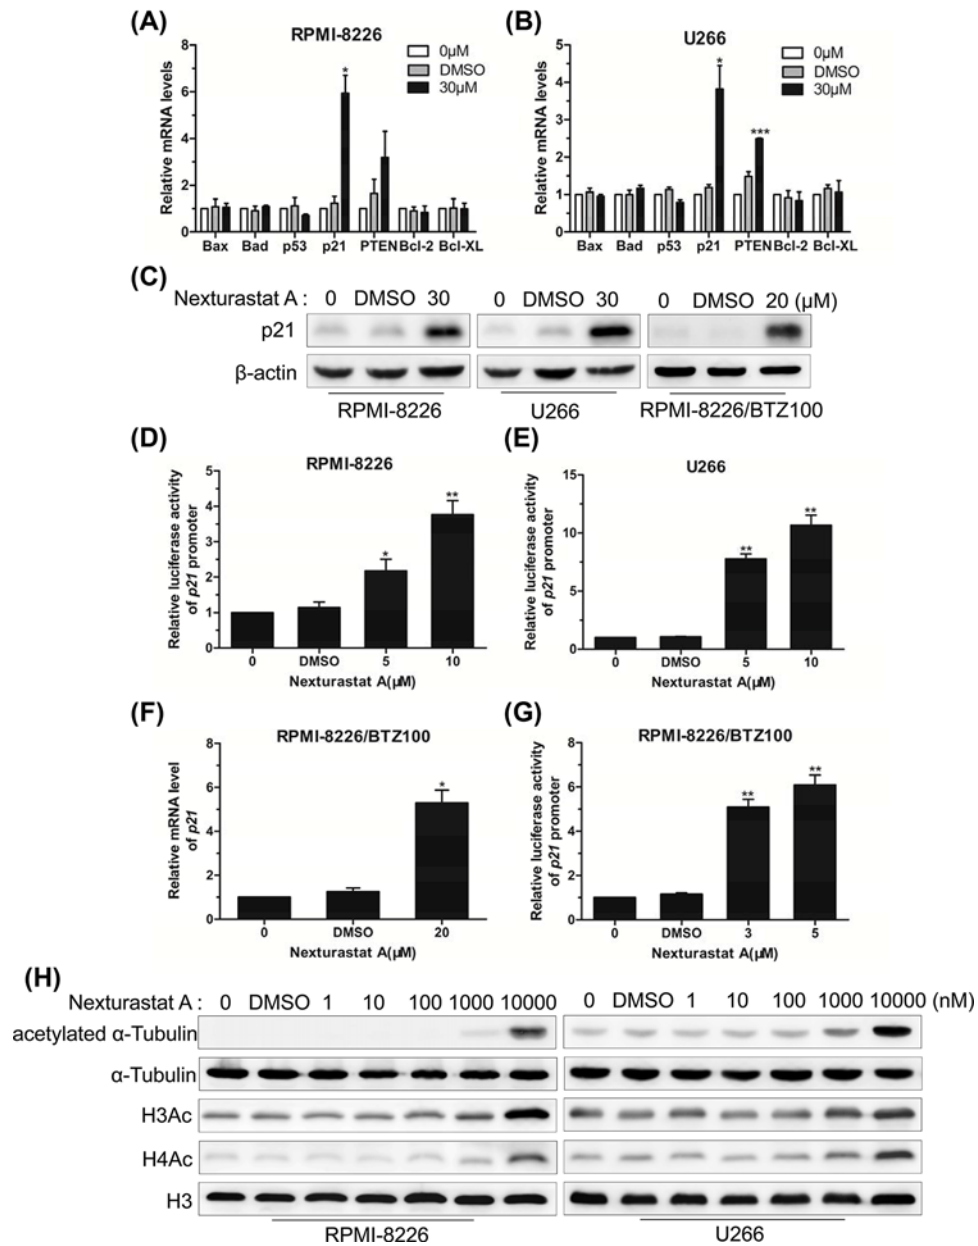 (A)
RPMI-8226
Relative mRNA levels
8
6
4
2
1
0
0μM
DMSO
30μM
*
Bax Bad p53 p21 PTEN Bcl-2 Bcl-XL
(B)
U266
Relative mRNA levels
5
4
3
2
1
0
0μM
DMSO
30μM
*
***
Bax Bad p53 p21 PTEN Bcl-2 Bcl-XL
(C)
Nexturastat A : 0 DMSO 30 0 DMSO 30 0 DMSO 20 (μM)
p21
β-actin
RPMI-8226 U266 RPMI-8226/BTZ100
(D)
RPMI-8226
Relative luciferase activity
of p21 promoter
5
4
3
2
1
0
*
**
0 DMSO 5 10
Nexturastat A(μM)
(E)
U266
Relative luciferase activity
of p21 promoter
15
10
5
1
0
**
**
0 DMSO 5 10
Nexturastat A(μM)
(F)
RPMI-8226/BTZ100
Relative mRNA level
of p21
8
6
4
2
1
0
*
0 DMSO 20
Nexturastat A(μM)
(G)
RPMI-8226/BTZ100
Relative luciferase activity
of p21 promoter
8
6
4
2
1
0
**
**
0 DMSO 3 5
Nexturastat A(μM)
(H)
Nexturastat A : 0 DMSO 1 10 100 1000 10000 0 DMSO 1 10 100 1000 10000 (nM)
acetylated α-Tubulin
α-Tubulin
H3Ac
H4Ac
H3
RPMI-8226 U266